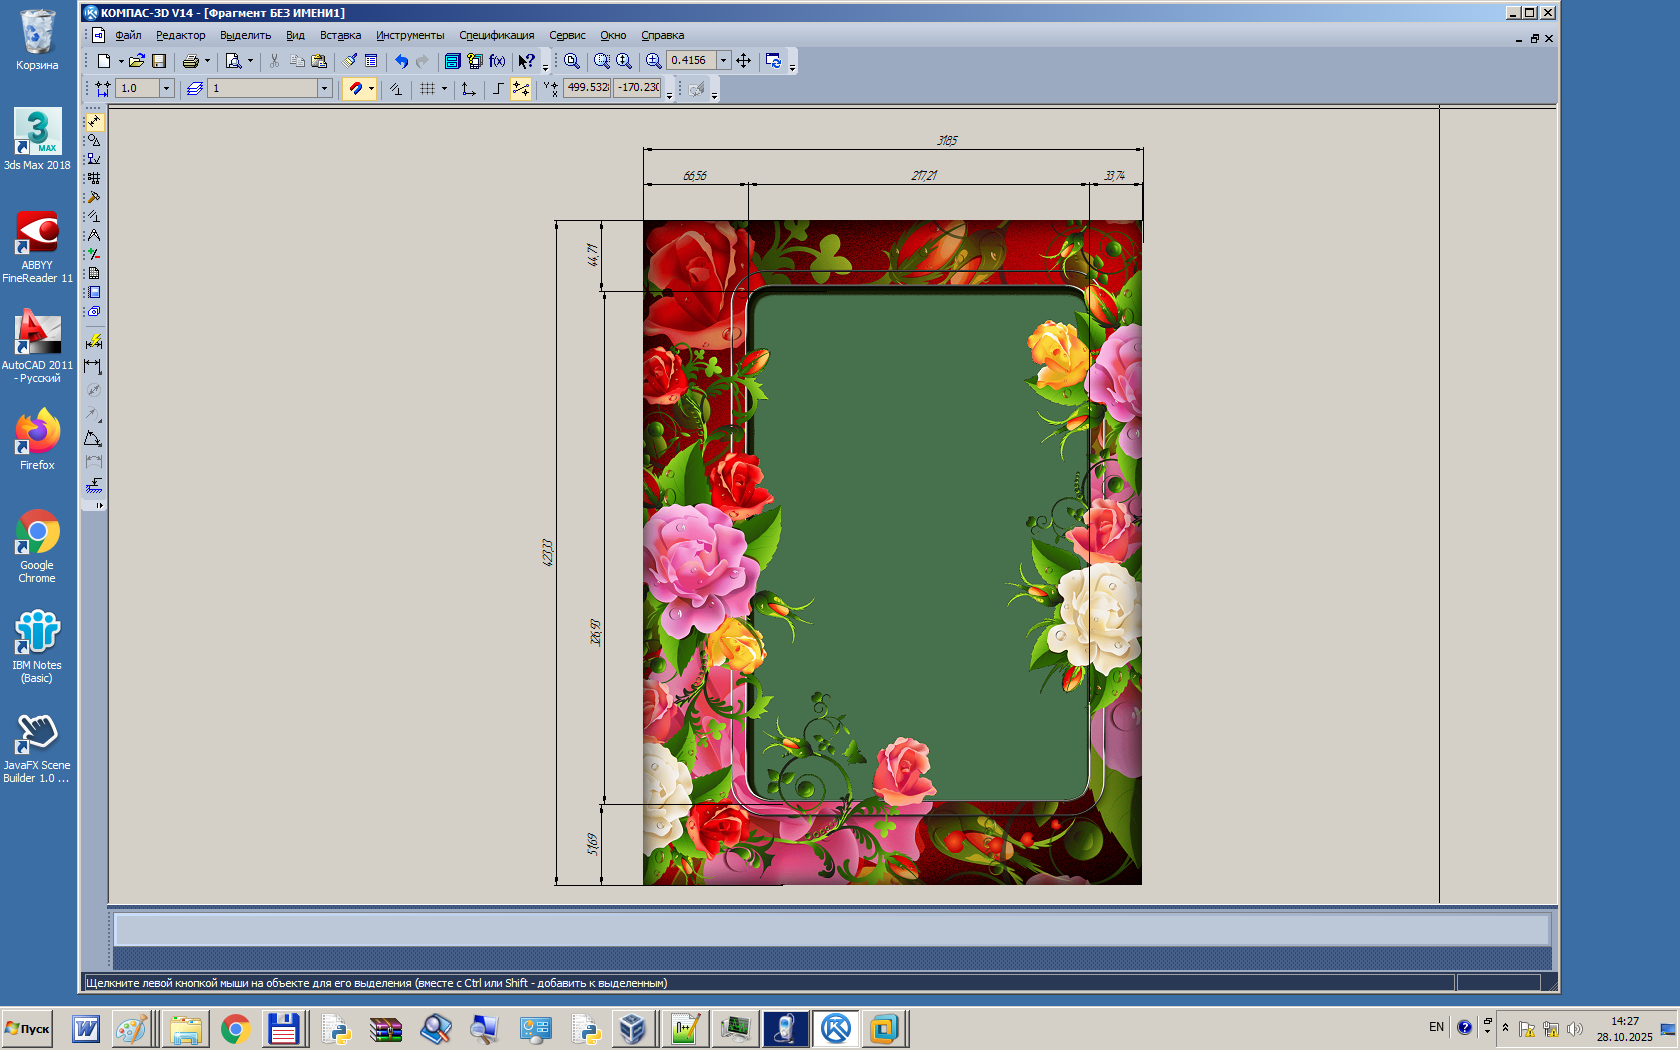 КОМПАС-3D V14 - [Фрагмент БЕЗ ИМЕНИ1]
Файл Редактор Выделить Вид Вставка Инструменты Спецификация Сервис Окно Справка
f(x) 0.4156
1.0 1 499.532 -170.230
Корзина
3
MAX
3ds Max 2018
ABBYY
FineReader 11
AutoCAD 2011
- Русский
Firefox
Google
Chrome
IBM Notes
(Basic)
JavaFX Scene
Builder 1.0 ...
318,5
66,56 217,21 33,74
44,71
423,33
326,93
51,69
Щелкните левой кнопкой мыши на объекте для его выделения (вместе с Ctrl или Shift - добавить к выделенным)
Пуск
EN
14:27
28.10.2025